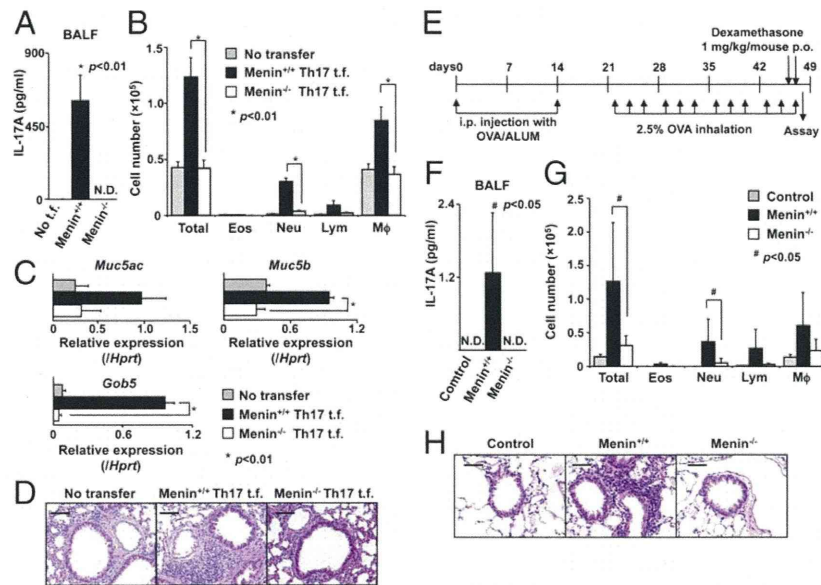 A
BALF
900
450
0
IL-17A (pg/ml)
* p<0.01
N.D.
No t.f.
Menin+/+
Menin-/-
B
1.5
1.0
0.5
0
Cell number (×10⁵)
No transfer
Menin+/+ Th17 t.f.
Menin-/- Th17 t.f.
* p<0.01
*
*
*
Total Eos Neu Lym Mϕ
C
Muc5ac
0 0.5 1.0 1.5
Relative expression
(/Hprt)
Muc5b
*
0 0.6 1.2
Relative expression
(/Hprt)
Gob5
*
0 0.6 1.2
Relative expression
(/Hprt)
No transfer
Menin+/+ Th17 t.f.
Menin-/- Th17 t.f.
* p<0.01
D
No transfer Menin+/+ Th17 t.f. Menin-/- Th17 t.f.
E
Dexamethasone
1 mg/kg/mouse p.o.
days0 7 14 21 28 35 42 49
i.p. injection with
OVA/ALUM
2.5% OVA inhalation
Assay
F
BALF
2.4
1.2
0
IL-17A (pg/ml)
# p<0.05
N.D. N.D.
Control
Menin+/+
Menin-/-
G
2.5
2.0
1.5
1.0
0.5
0
Cell number (×10⁵)
Control
Menin+/+
Menin-/-
# p<0.05
#
#
Total Eos Neu Lym Mϕ
H
Control Menin+/+ Menin-/-